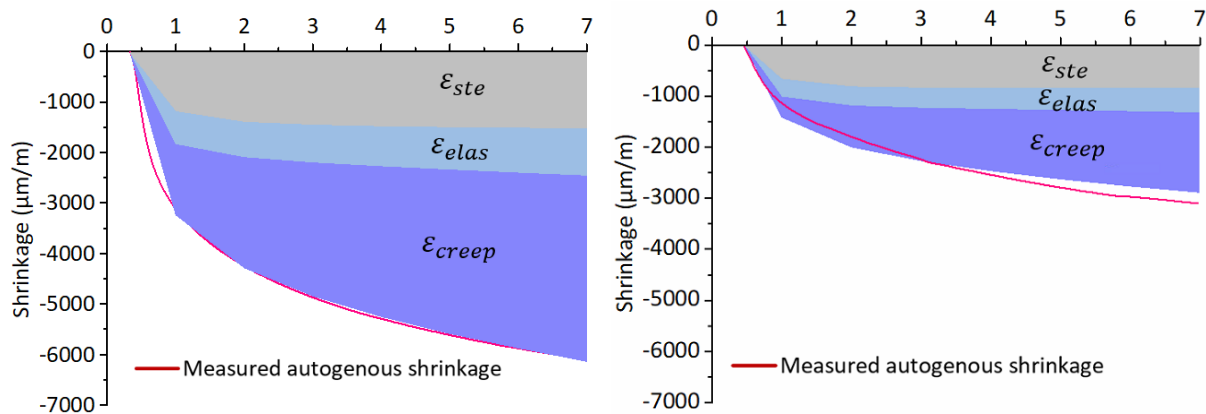 0 1 2 3 4 5 6 7
0
-1000
-2000
-3000
-4000
-5000
-6000
-7000
Shrinkage (μm/m)
ε_ste
ε_elas
ε_creep
Measured autogenous shrinkage
0 1 2 3 4 5 6 7
0
-1000
-2000
-3000
-4000
-5000
-6000
-7000
Shrinkage (μm/m)
ε_ste
ε_elas
ε_creep
Measured autogenous shrinkage